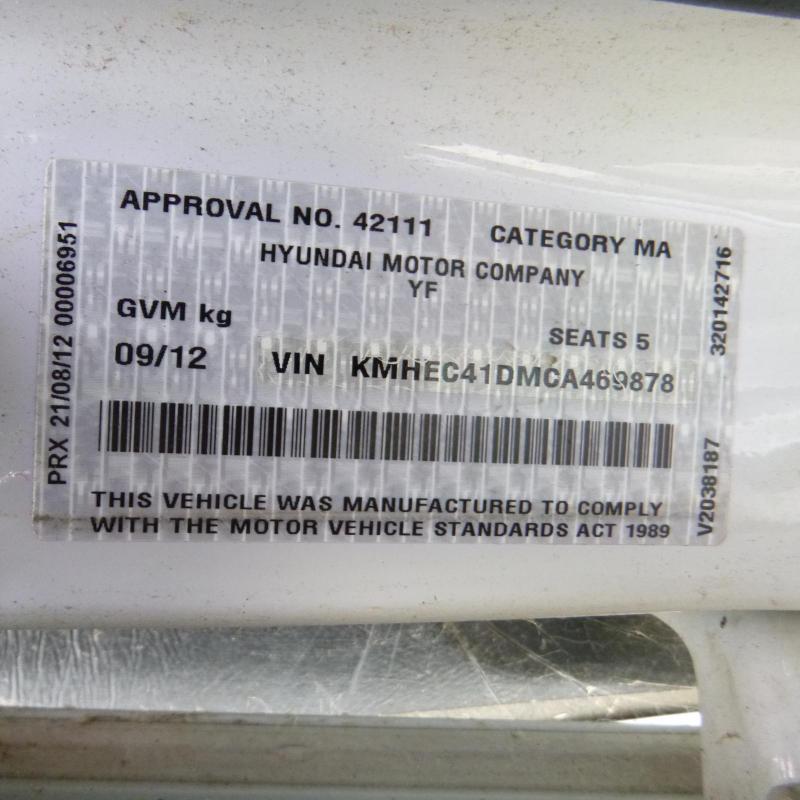 APPROVAL NO. 42111 CATEGORY MA
HYUNDAI MOTOR COMPANY
YF
GVM kg SEATS 5
09/12 VIN KMHEC41DMCA469878
THIS VEHICLE WAS MANUFACTURED TO COMPLY
WITH THE MOTOR VEHICLE STANDARDS ACT 1989
PRX 21/08/12 00006951
320142716
V2038187